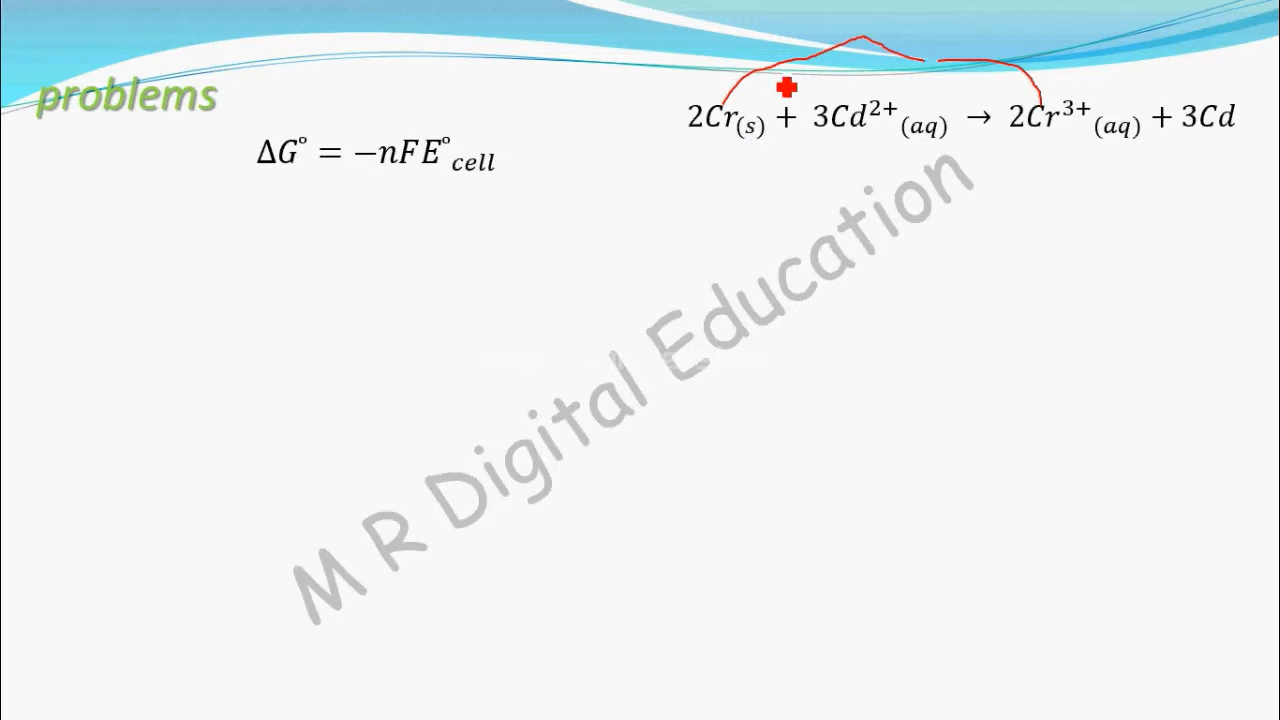 problems
2Cr(s) + 3Cd²⁺(aq) → 2Cr³⁺(aq) + 3Cd
ΔG° = −nFE°cell
M R Digital Education